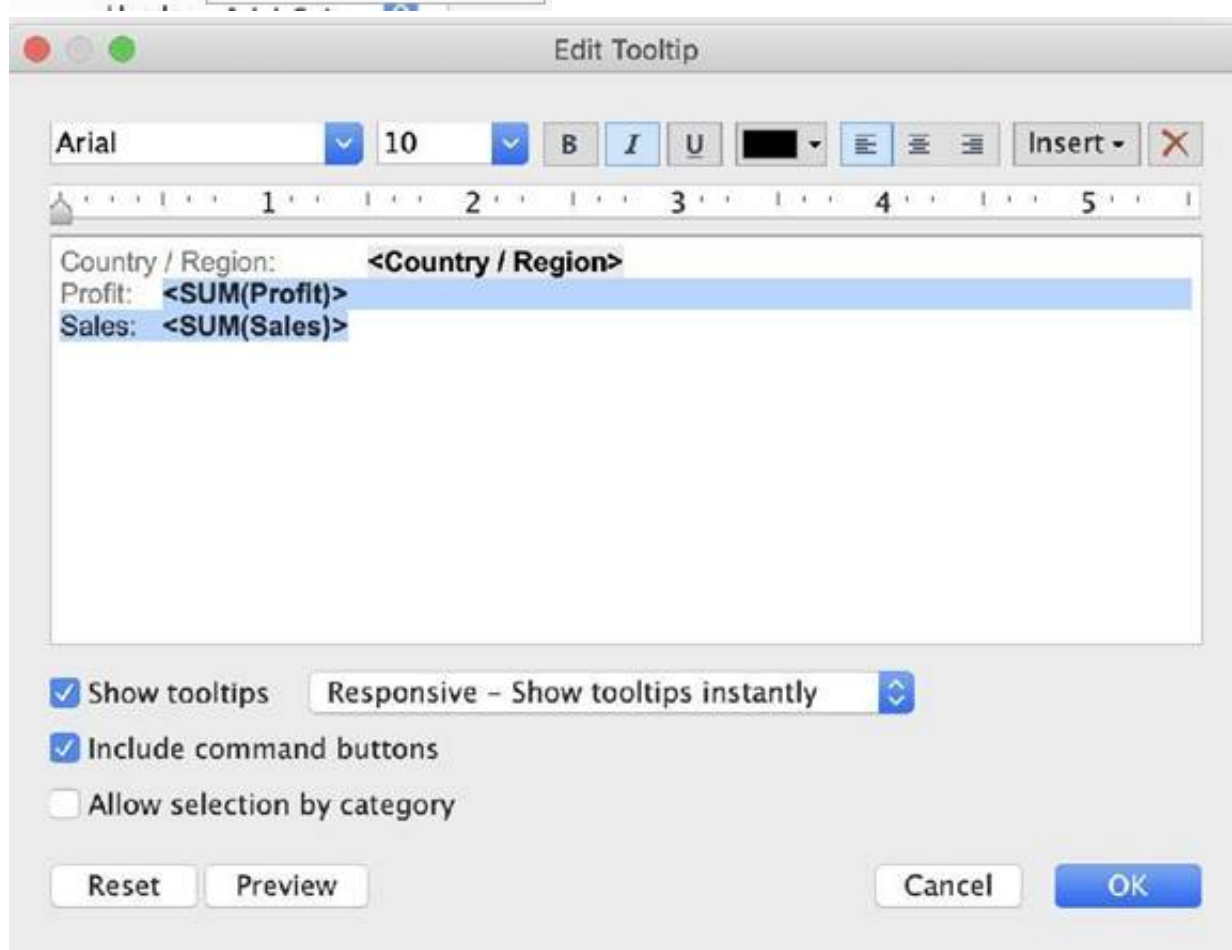 Edit Tooltip
Arial 10 B I U Insert
1 2 3 4 5
Country / Region: <Country / Region>
Profit: <SUM(Profit)>
Sales: <SUM(Sales)>
Show tooltips Responsive – Show tooltips instantly
Include command buttons
Allow selection by category
Reset Preview Cancel OK